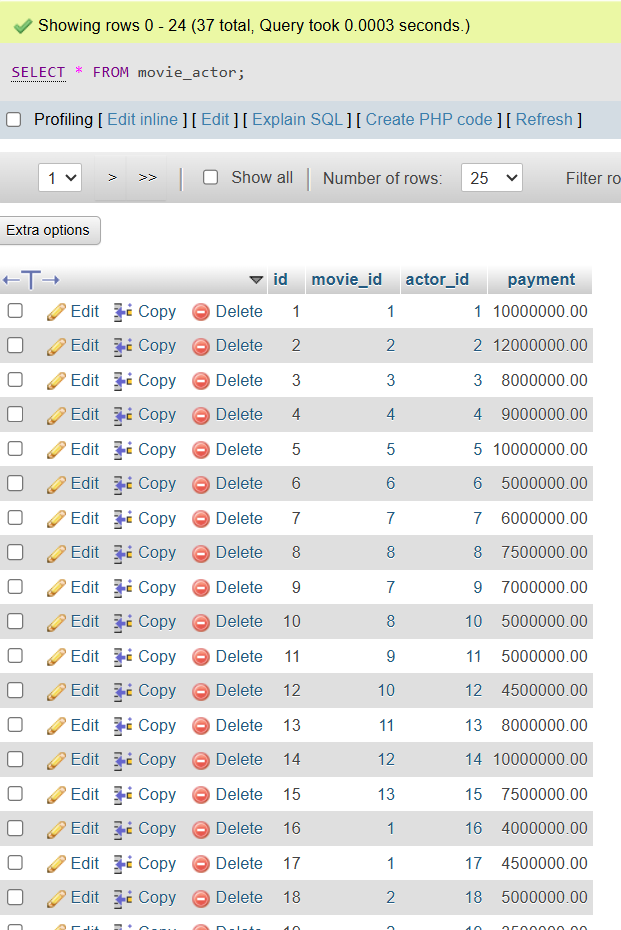 Showing rows 0 - 24 (37 total, Query took 0.0003 seconds.)
SELECT * FROM movie_actor;
Profiling [ Edit inline ] [ Edit ] [ Explain SQL ] [ Create PHP code ] [ Refresh ]
1 > >> Show all Number of rows: 25 Filter ro
Extra options
id movie_id actor_id payment
Edit Copy Delete 1 1 1 10000000.00
Edit Copy Delete 2 2 2 12000000.00
Edit Copy Delete 3 3 3 8000000.00
Edit Copy Delete 4 4 4 9000000.00
Edit Copy Delete 5 5 5 10000000.00
Edit Copy Delete 6 6 6 5000000.00
Edit Copy Delete 7 7 7 6000000.00
Edit Copy Delete 8 8 8 7500000.00
Edit Copy Delete 9 7 9 7000000.00
Edit Copy Delete 10 8 10 5000000.00
Edit Copy Delete 11 9 11 5000000.00
Edit Copy Delete 12 10 12 4500000.00
Edit Copy Delete 13 11 13 8000000.00
Edit Copy Delete 14 12 14 10000000.00
Edit Copy Delete 15 13 15 7500000.00
Edit Copy Delete 16 1 16 4000000.00
Edit Copy Delete 17 1 17 4500000.00
Edit Copy Delete 18 2 18 5000000.00